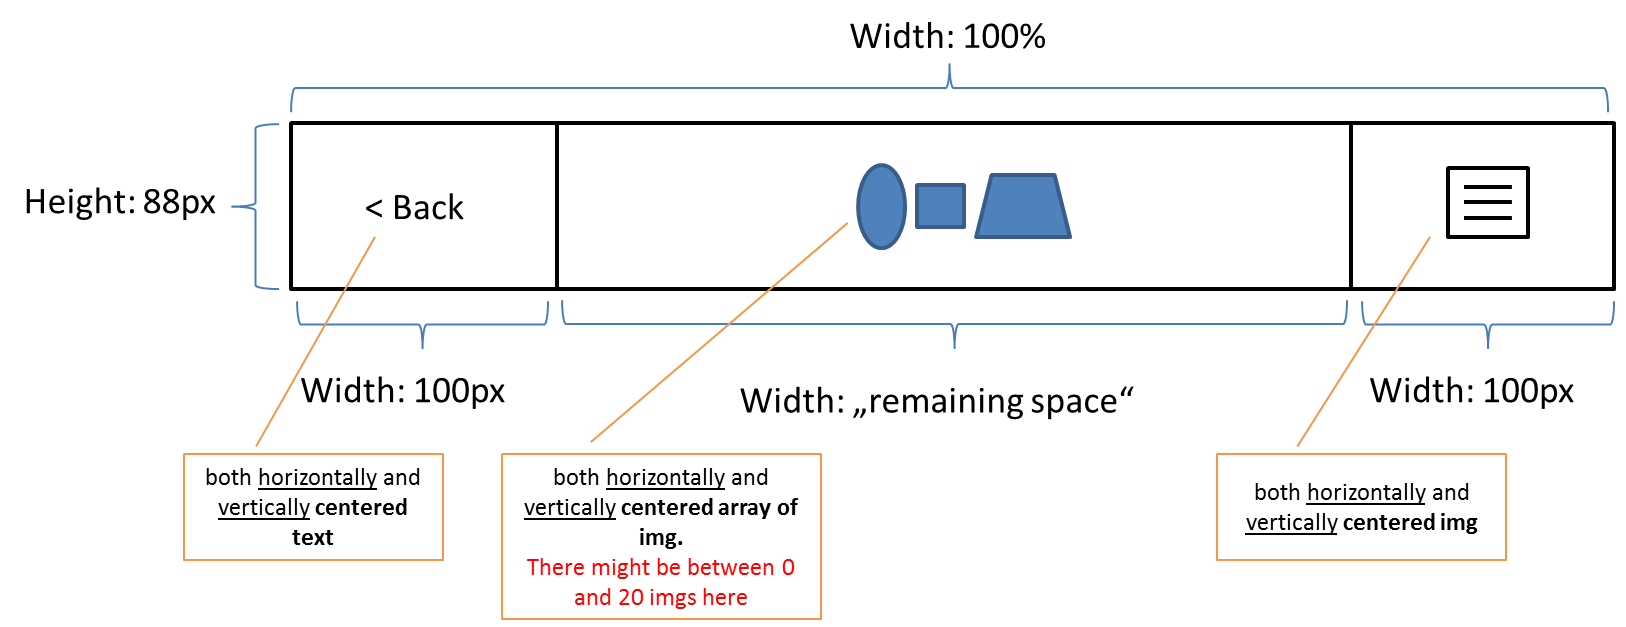 Width: 100%
Height: 88px
< Back
Width: 100px
Width: „remaining space“
Width: 100px
both horizontally and
vertically centered
text
both horizontally and
vertically centered array of
img.
There might be between 0
and 20 imgs here
both horizontally and
vertically centered img